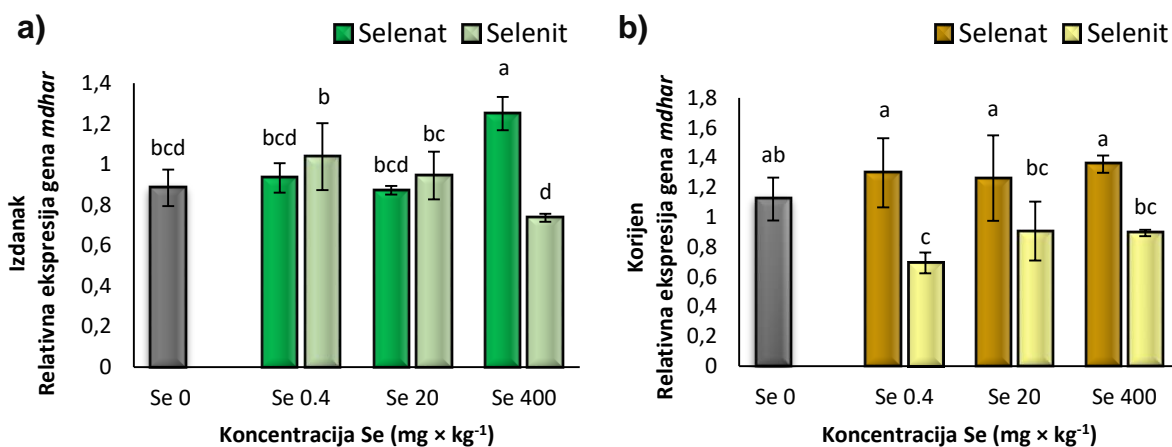 a)
Selenat Selenit
Izdanak
Relativna ekspresija gena mdhar
1,4
1,2
1
0,8
0,6
0,4
0,2
0
bcd
bcd
b
bcd
bc
a
d
Se 0 Se 0.4 Se 20 Se 400
Koncentracija Se (mg × kg⁻¹)
b)
Selenat Selenit
Korijen
Relativna ekspresija gena mdhar
1,8
1,6
1,4
1,2
1
0,8
0,6
0,4
0,2
0
ab
a
c
a
bc
a
bc
Se 0 Se 0.4 Se 20 Se 400
Koncentracija Se (mg × kg⁻¹)